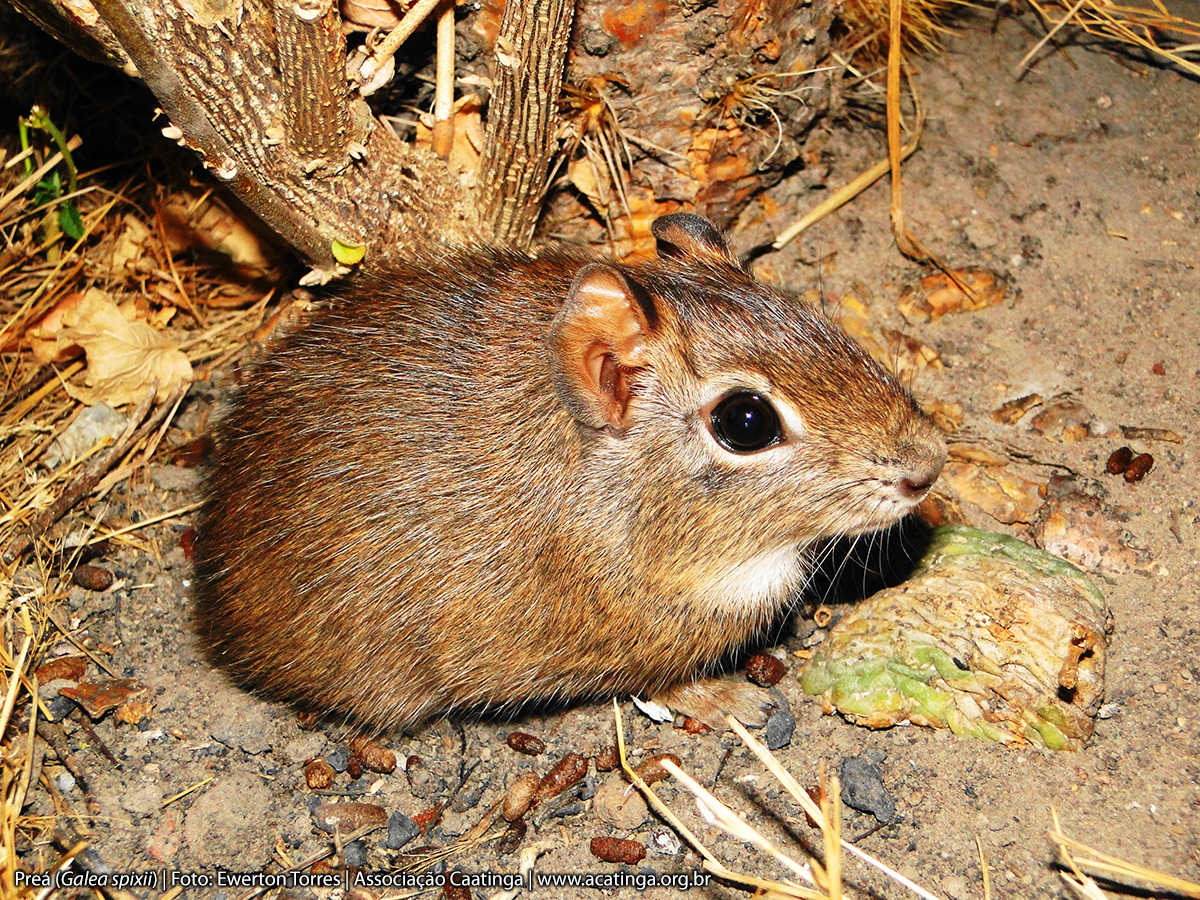 Preá (Galea spixii) | Foto: Ewerton Torres | Associação Caatinga | www.acatinga.org.br